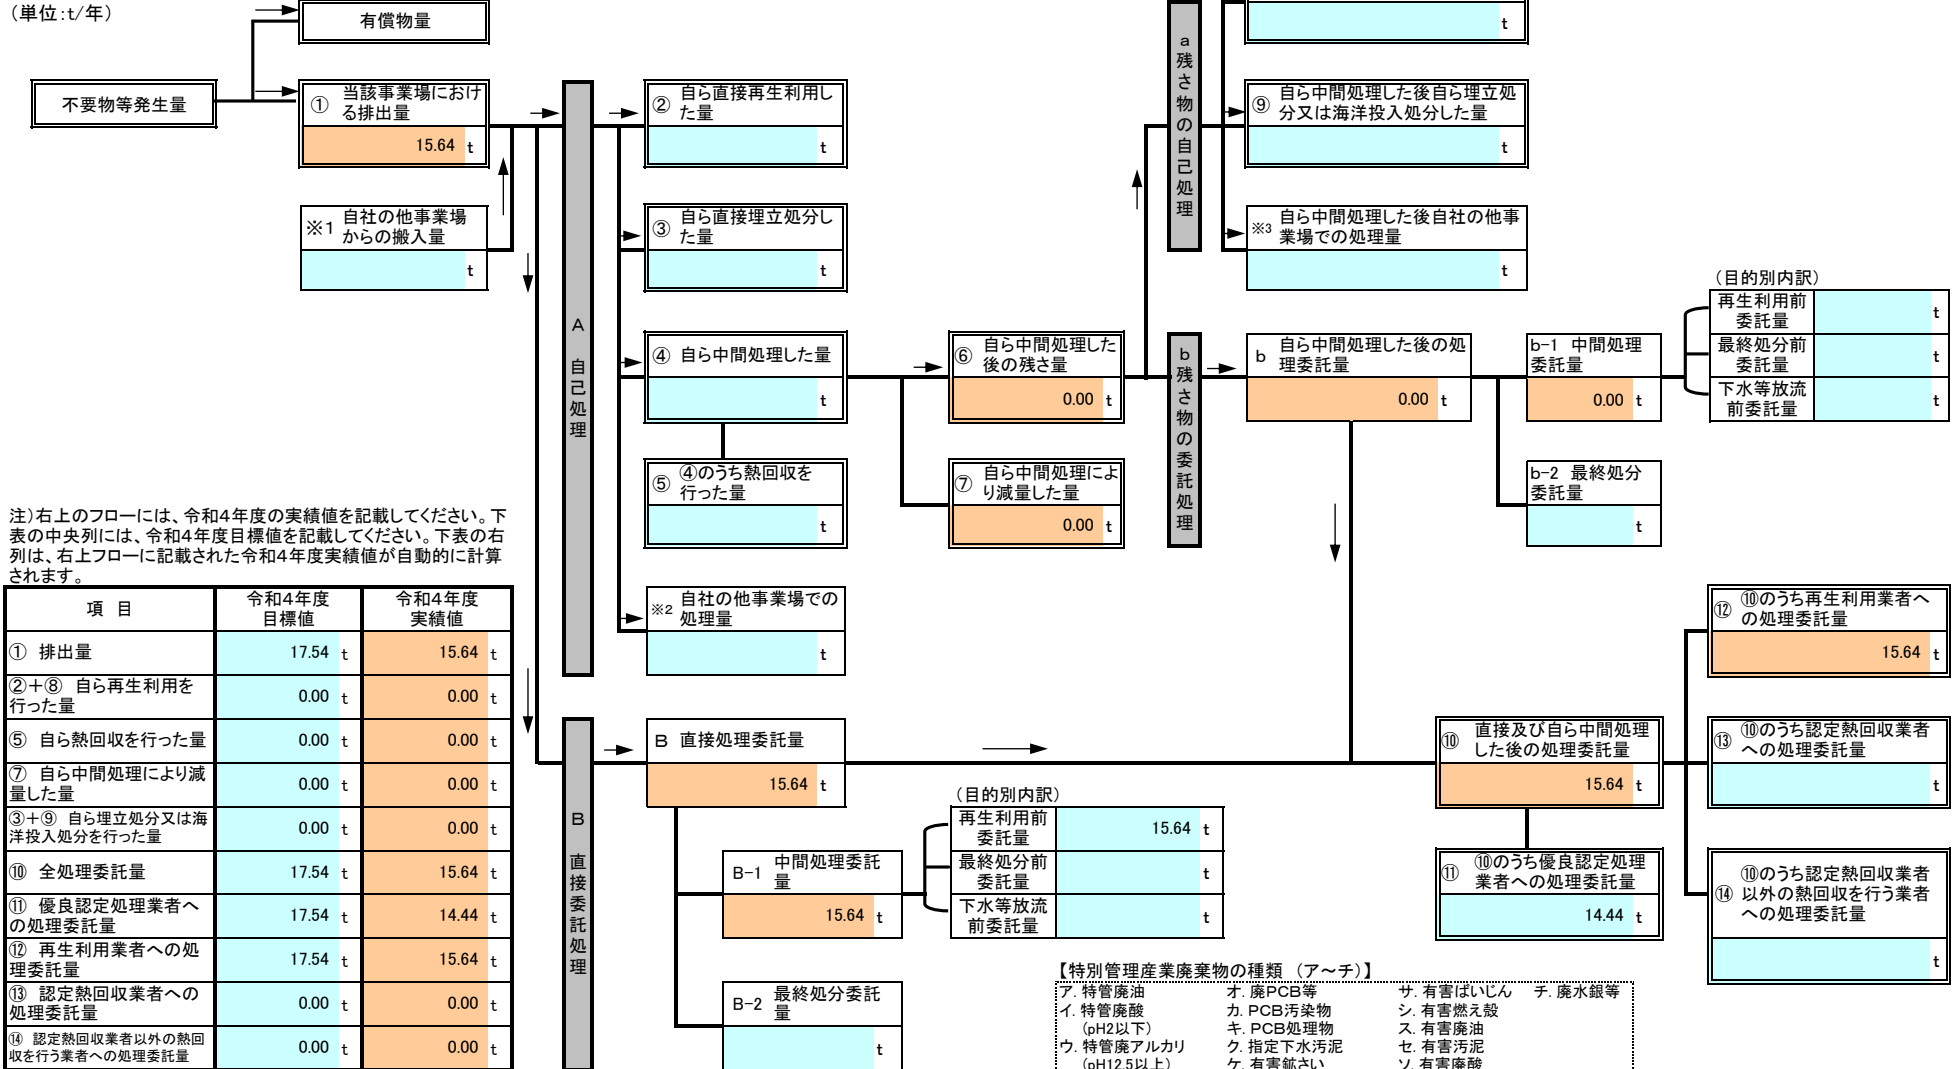 （単位：t/年）
有償物量
不要物等発生量
① 当該事業場におけ
る排出量
15.64 t
※1 自社の他事業場
からの搬入量
t
A 自己処理
② 自ら直接再生利用し
た量
t
③ 自ら直接埋立処分し
た量
t
④ 自ら中間処理した量
t
⑤ ④のうち熱回収を
行った量
t
※2 自社の他事業場での
処理量
t
⑥ 自ら中間処理した
後の残さ量
0.00 t
⑦ 自ら中間処理によ
り減量した量
0.00 t
a 残さ物の自己処理
t
⑨ 自ら中間処理した後自ら埋立処
分又は海洋投入処分した量
t
※3 自ら中間処理した後自社の他事
業場での処理量
t
b 残さ物の委託処理
b 自ら中間処理した後の処
理委託量
0.00 t
b-1 中間処理
委託量
0.00 t
b-2 最終処分
委託量
t
（目的別内訳）
再生利用前
委託量
t
最終処分前
委託量
t
下水等放流
前委託量
t
注）右上のフローには、令和4年度の実績値を記載してください。下
表の中央列には、令和4年度目標値を記載してください。下表の右
列は、右上フローに記載された令和4年度実績値が自動的に計算
されます。
項 目 令和4年度
目標値 令和4年度
実績値
① 排出量 17.54 t 15.64 t
②+⑧ 自ら再生利用を
行った量 0.00 t 0.00 t
⑤ 自ら熱回収を行った量 0.00 t 0.00 t
⑦ 自ら中間処理により減
量した量 0.00 t 0.00 t
③+⑨ 自ら埋立処分又は海
洋投入処分を行った量 0.00 t 0.00 t
⑩ 全処理委託量 17.54 t 15.64 t
⑪ 優良認定処理業者へ
の処理委託量 17.54 t 14.44 t
⑫ 再生利用業者への処
理委託量 17.54 t 15.64 t
⑬ 認定熱回収業者への
処理委託量 0.00 t 0.00 t
⑭ 認定熱回収業者以外の熱回
収を行う業者への処理委託量 0.00 t 0.00 t
B 直接委託処理
B 直接処理委託量
15.64 t
B-1 中間処理委託
量
15.64 t
B-2 最終処分委託
量
t
（目的別内訳）
再生利用前
委託量
15.64 t
最終処分前
委託量
t
下水等放流
前委託量
t
⑩ 直接及び自ら中間処理
した後の処理委託量
15.64 t
⑪ ⑩のうち優良認定処理
業者への処理委託量
14.44 t
⑫ ⑩のうち再生利用業者へ
の処理委託量
15.64 t
⑬ ⑩のうち認定熱回収業者
への処理委託量
t
⑭ ⑩のうち認定熱回収業者
以外の熱回収を行う業者
への処理委託量
t
【特別管理産業廃棄物の種類 （ア～チ）】
ア. 特管廃油 オ. 廃PCB等 サ. 有害ばいじん チ. 廃水銀等
イ. 特管廃酸 カ. PCB汚染物 シ. 有害燃え殻
（pH2以下） キ. PCB処理物 ス. 有害廃油
ウ. 特管廃アルカリ ク. 指定下水汚泥 セ. 有害汚泥
（pH12.5以上） ケ. 有害鉱さい ソ. 有害廃酸